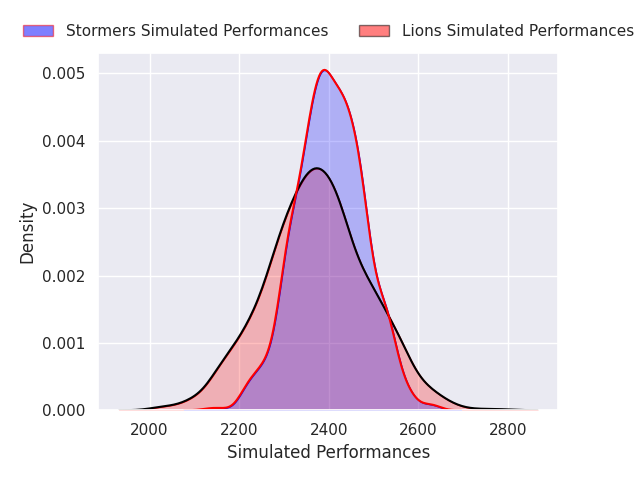 Stormers Simulated Performances Lions Simulated Performances
0.005
0.004
0.003
0.002
0.001
0.000
Density
2000 2200 2400 2600 2800
Simulated Performances